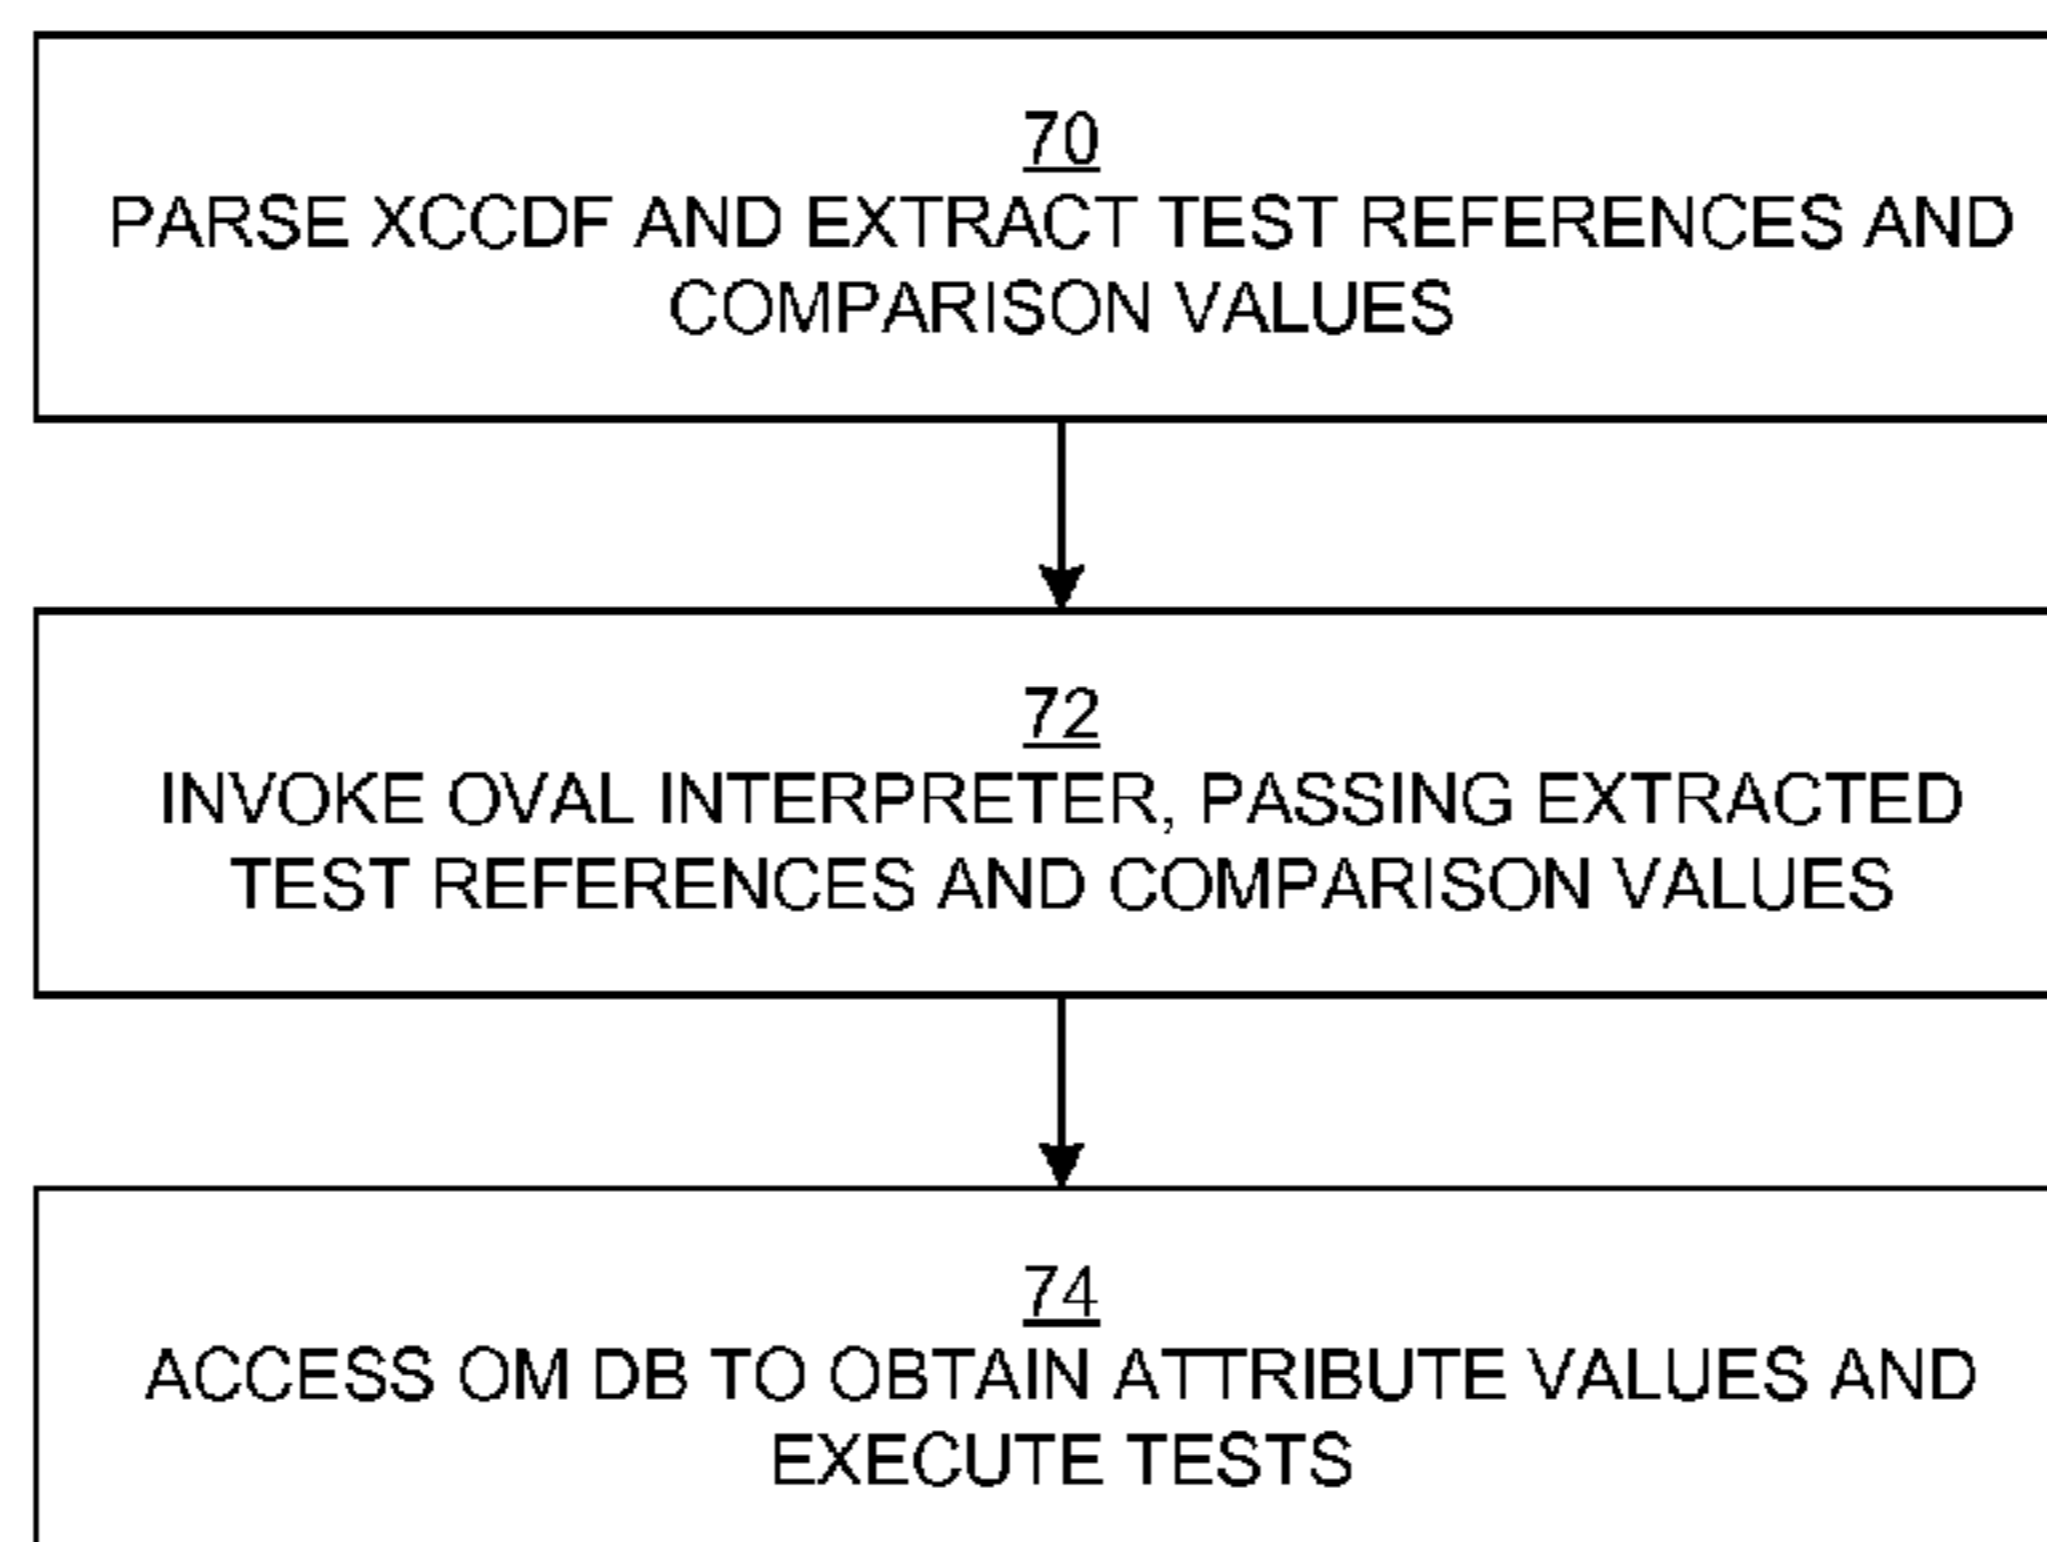 70
PARSE XCCDF AND EXTRACT TEST REFERENCES AND
COMPARISON VALUES
72
INVOKE OVAL INTERPRETER, PASSING EXTRACTED
TEST REFERENCES AND COMPARISON VALUES
74
ACCESS OM DB TO OBTAIN ATTRIBUTE VALUES AND
EXECUTE TESTS